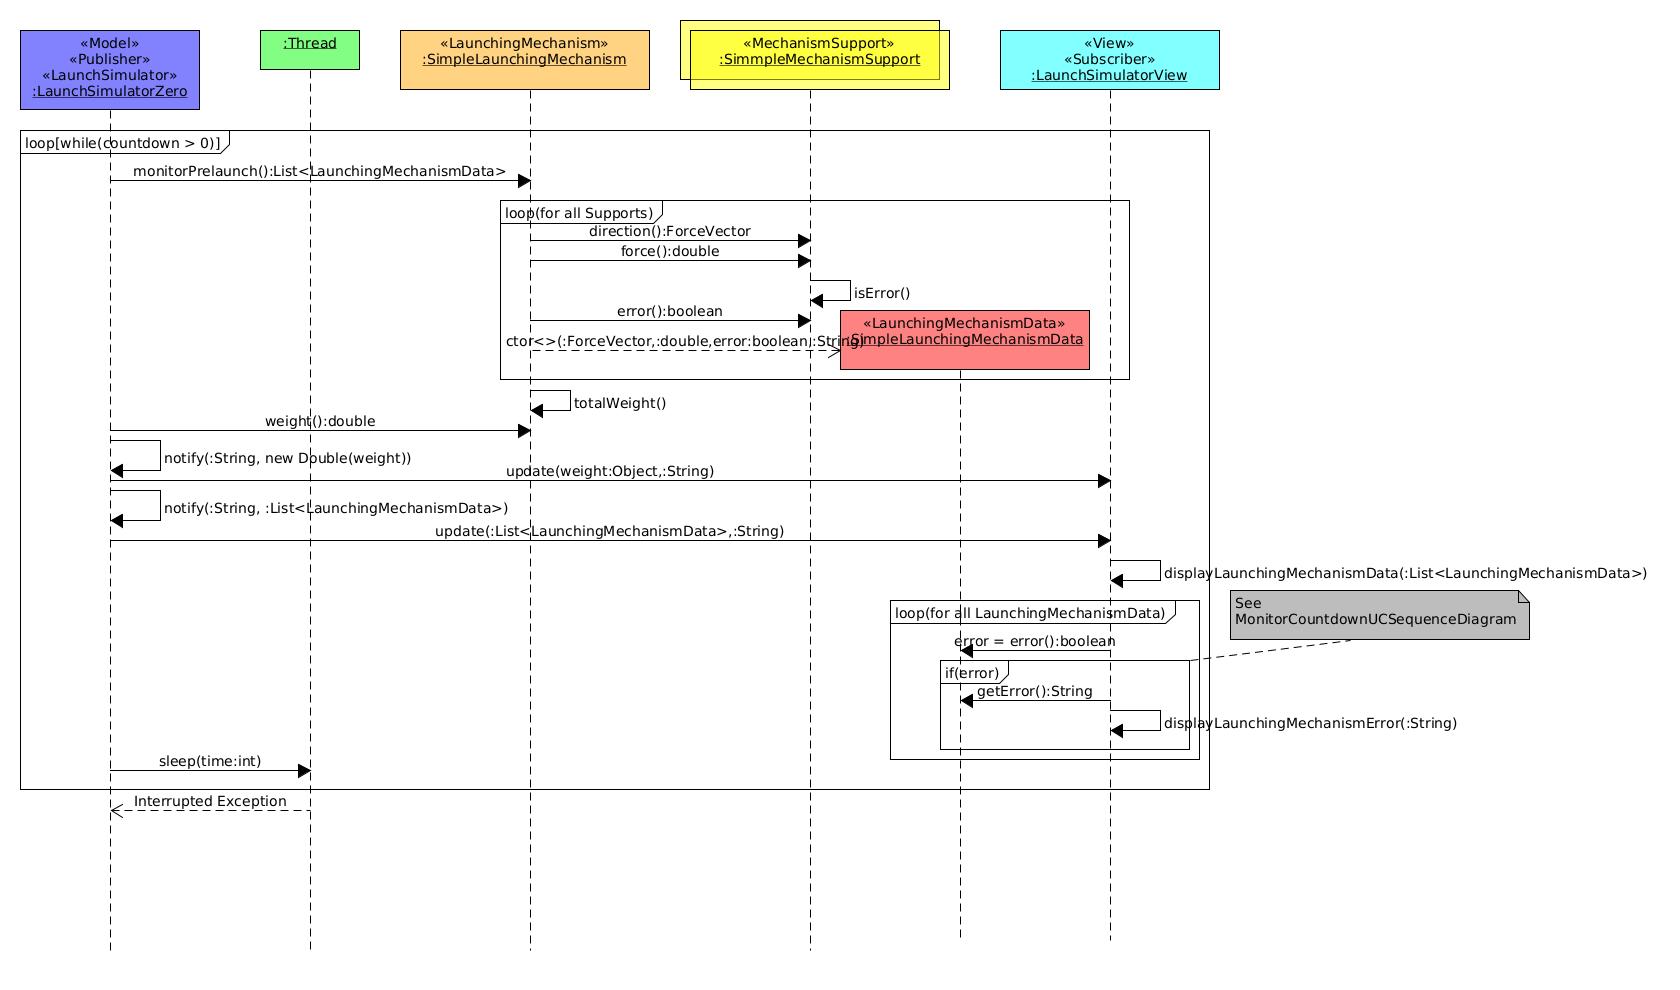 «Model»
«Publisher»
«LaunchSimulator»
:LaunchSimulatorZero
:Thread
«LaunchingMechanism»
:SimpleLaunchingMechanism
«MechanismSupport»
:SimmpleMechanismSupport
«View»
«Subscriber»
:LaunchSimulatorView
loop[while(countdown > 0)]
monitorPrelaunch():List<LaunchingMechanismData>
loop(for all Supports)
direction():ForceVector
force():double
isError()
error():boolean
«LaunchingMechanismData»
:SimpleLaunchingMechanismData
ctor<>(:ForceVector,:double,error:boolean,:String)
totalWeight()
weight():double
notify(:String, new Double(weight))
update(weight:Object,:String)
notify(:String, :List<LaunchingMechanismData>)
update(:List<LaunchingMechanismData>,:String)
displayLaunchingMechanismData(:List<LaunchingMechanismData>)
See
MonitorCountdownUCSequenceDiagram
loop(for all LaunchingMechanismData)
error = error():boolean
if(error)
getError():String
displayLaunchingMechanismError(:String)
sleep(time:int)
Interrupted Exception